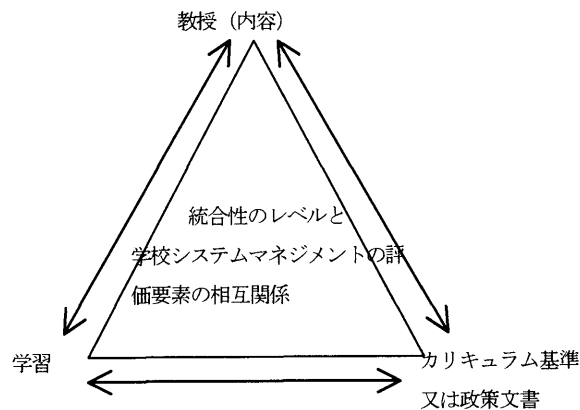 教授（内容）
統合性のレベルと
学校システムマネジメントの評
価要素の相互関係
学習
カリキュラム基準
又は政策文書